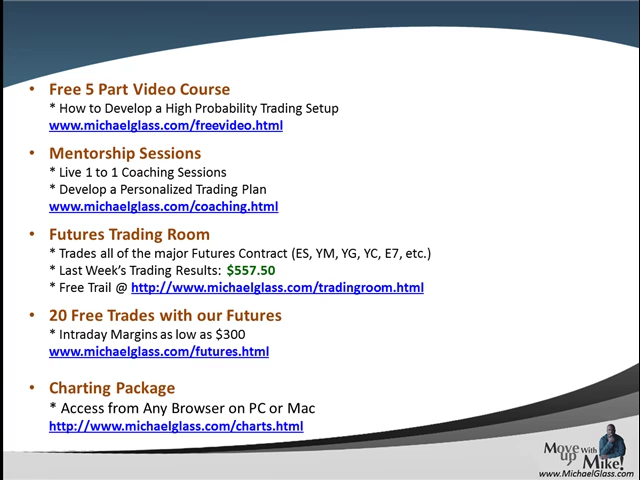 • Free 5 Part Video Course
* How to Develop a High Probability Trading Setup
www.michaelglass.com/freevideo.html
• Mentorship Sessions
* Live 1 to 1 Coaching Sessions
* Develop a Personalized Trading Plan
www.michaelglass.com/coaching.html
• Futures Trading Room
* Trades all of the major Futures Contract (ES, YM, YG, YC, E7, etc.)
* Last Week's Trading Results: $557.50
* Free Trail @ http://www.michaelglass.com/tradingroom.html
• 20 Free Trades with our Futures
* Intraday Margins as low as $300
www.michaelglass.com/futures.html
• Charting Package
* Access from Any Browser on PC or Mac
http://www.michaelglass.com/charts.html
Move up With Mike!
www.MichaelGlass.com